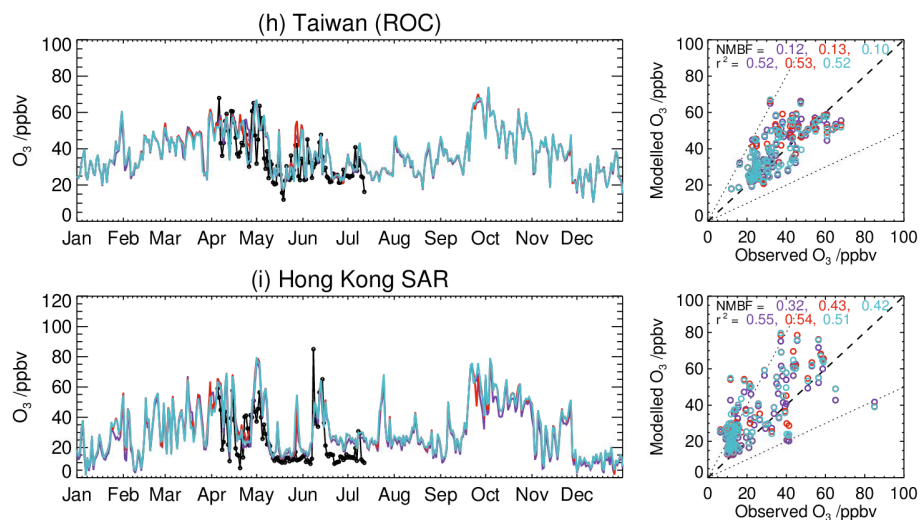 (h) Taiwan (ROC)
100
80
60
40
20
0
O3 /ppbv
Jan Feb Mar Apr May Jun Jul Aug Sep Oct Nov Dec
100
80
60
40
20
0
Modelled O3 /ppbv
NMBF = 0.12, 0.13, 0.10
r2 = 0.52, 0.53, 0.52
0 20 40 60 80 100
Observed O3 /ppbv
(i) Hong Kong SAR
120
100
80
60
40
20
0
O3 /ppbv
Jan Feb Mar Apr May Jun Jul Aug Sep Oct Nov Dec
100
80
60
40
20
0
Modelled O3 /ppbv
NMBF = 0.32, 0.43, 0.42
r2 = 0.55, 0.54, 0.51
0 20 40 60 80 100
Observed O3 /ppbv